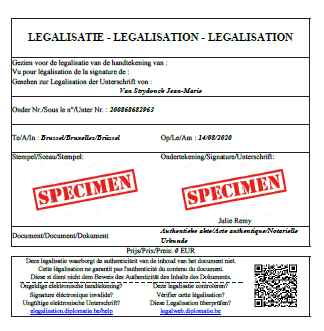 LEGALISATIE - LEGALISATION - LEGALISATION
Gezien voor de legalisatie van de handtekening van :
Vu pour légalisation de la signature de :
Gesehen zur Legalisation der Unterschrift von :
Van Strydonck Jean-Marie
Onder Nr./Sous le n°/Unter Nr. : 200868682963
Te/A/In : Brussel/Bruxelles/Brüssel Op/Le/Am : 14/08/2020
Stempel/Sceau/Stempel: Ondertekening/Signature/Unterschrift:
SPECIMEN SPECIMEN
Julie Remy
Document/Document/Dokument Authentieke akte/Acte authentique/Notarielle
Urkunde
Prijs/Prix/Preis: 0 EUR
Deze legalisatie waarborgt de authenticiteit van de inhoud van het document niet.
Cette légalisation ne garantit pas l'authenticité du contenu du document.
Diese st dient nicht dem Beweis des Authentizität des Inhalts des Dokuments.
Ongeldige elektronische handtekening? Deze legalisatie controleren?
Signature électronique invalide? Vérifier cette légalisation?
Ungültige elektronische Unterschrift? Diese Legalisation überprüfen?
elegalisation.diplomatie.be/help legalweb.diplomatie.be